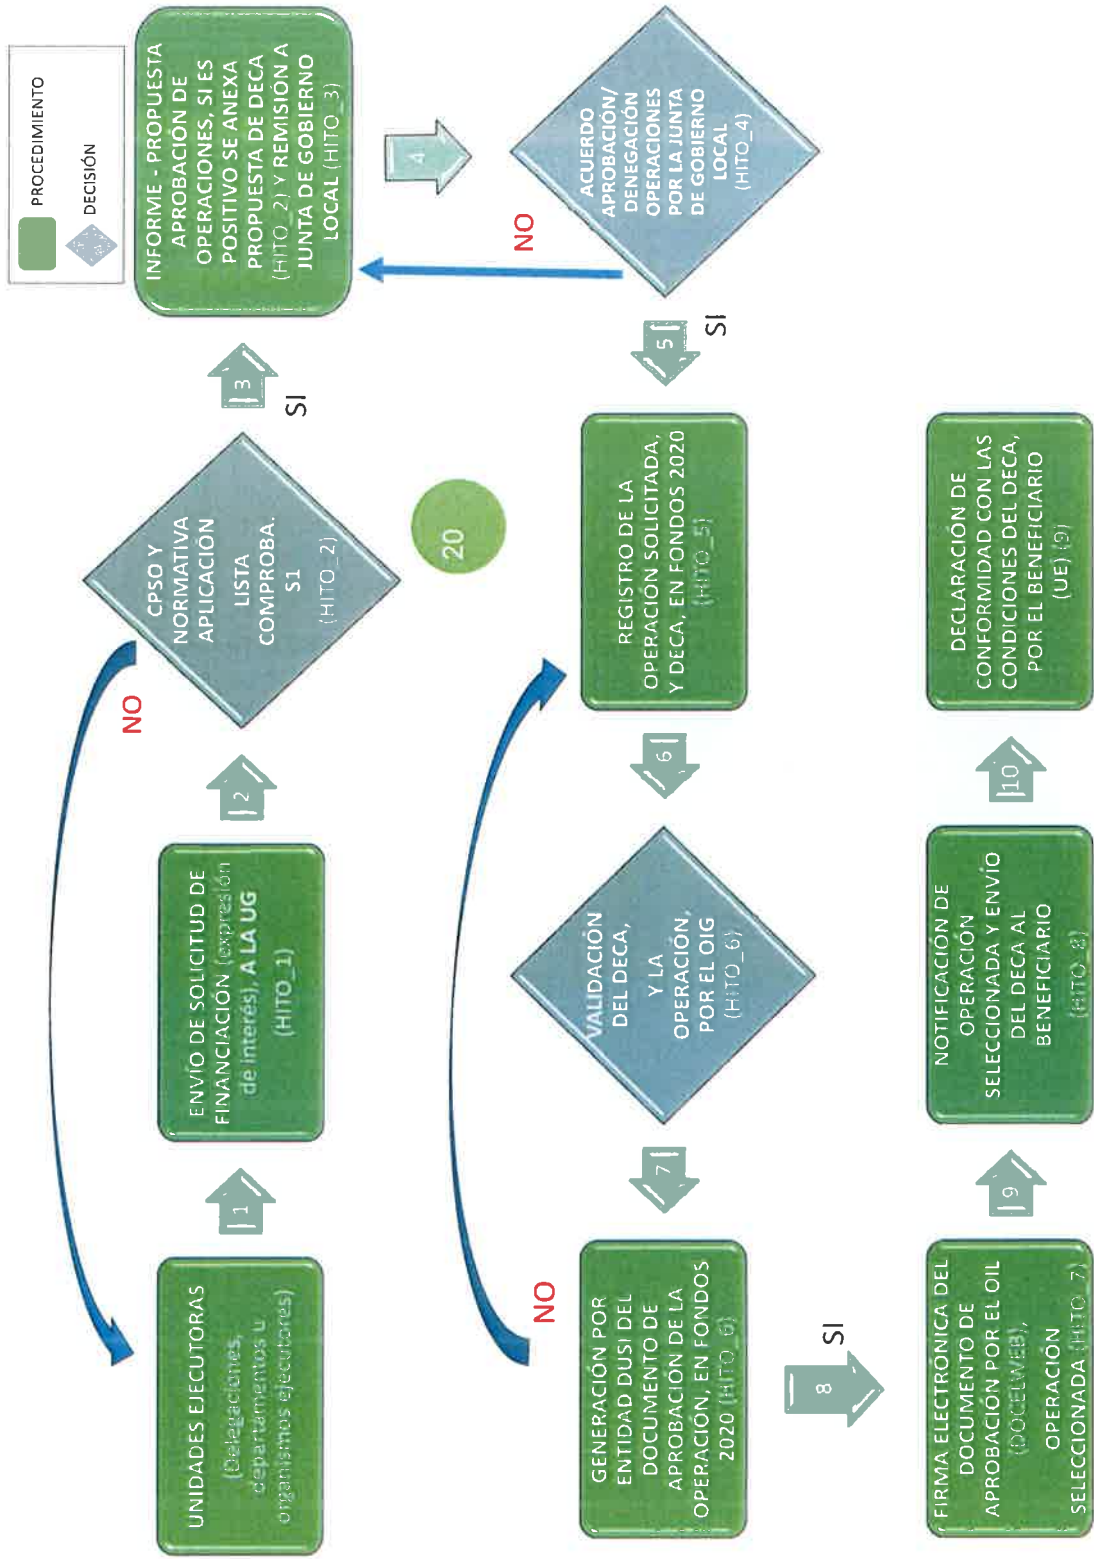 PROCEDIMIENTO
DECISIÓN
UNIDADES EJECUTORAS
(Delegaciones,
departamentos u
organismos ejecutores)
1
ENVÍO DE SOLICITUD DE
FINANCIACIÓN (expresión
de interés), A LA UG
(HITO_1)
2
NO
CPSO Y
NORMATIVA
APLICACIÓN
LISTA
COMPROBA.
S1
(HITO_2)
3
SI
INFORME - PROPUESTA
APROBACIÓN DE
OPERACIONES, SI ES
POSITIVO SE ANEXA
PROPUESTA DE DECA
(HITO_2) Y REMISIÓN A
JUNTA DE GOBIERNO
LOCAL (HITO_3)
4
20
NO
ACUERDO
APROBACIÓN/
DENEGACIÓN
OPERACIONES
POR LA JUNTA
DE GOBIERNO
LOCAL
(HITO_4)
5
SI
REGISTRO DE LA
OPERACIÓN SOLICITADA,
Y DECA, EN FONDOS 2020
(HITO_5)
6
VALIDACIÓN
DEL DECA,
Y LA
OPERACIÓN,
POR EL OIG
(HITO_6)
7
NO
GENERACIÓN POR
ENTIDAD DUSI DEL
DOCUMENTO DE
APROBACIÓN DE LA
OPERACIÓN, EN FONDOS
2020 (HITO_6)
8
SI
FIRMA ELECTRÓNICA DEL
DOCUMENTO DE
APROBACIÓN POR EL OIL
(DOCELWEB),
OPERACIÓN
SELECCIONADA (HITO_7)
9
NOTIFICACIÓN DE
OPERACIÓN
SELECCIONADA Y ENVÍO
DEL DECA AL
BENEFICIARIO
(HITO_8)
10
DECLARACIÓN DE
CONFORMIDAD CON LAS
CONDICIONES DEL DECA,
POR EL BENEFICIARIO
(UE) (9)